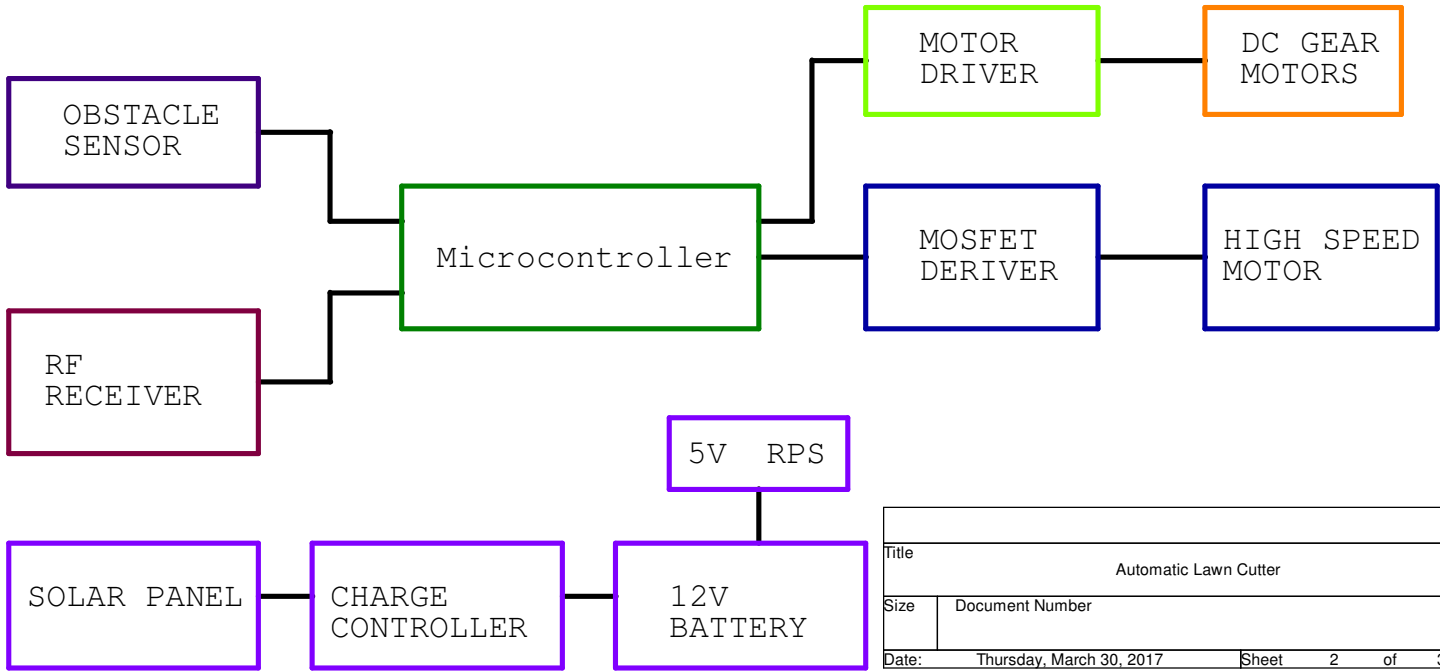 MOTOR
DRIVER
DC GEAR
MOTORS
OBSTACLE
SENSOR
Microcontroller
MOSFET
DERIVER
HIGH SPEED
MOTOR
RF
RECEIVER
5V RPS
SOLAR PANEL
CHARGE
CONTROLLER
12V
BATTERY
Title
Automatic Lawn Cutter
Size Document Number
Date: Thursday, March 30, 2017 Sheet 2 of